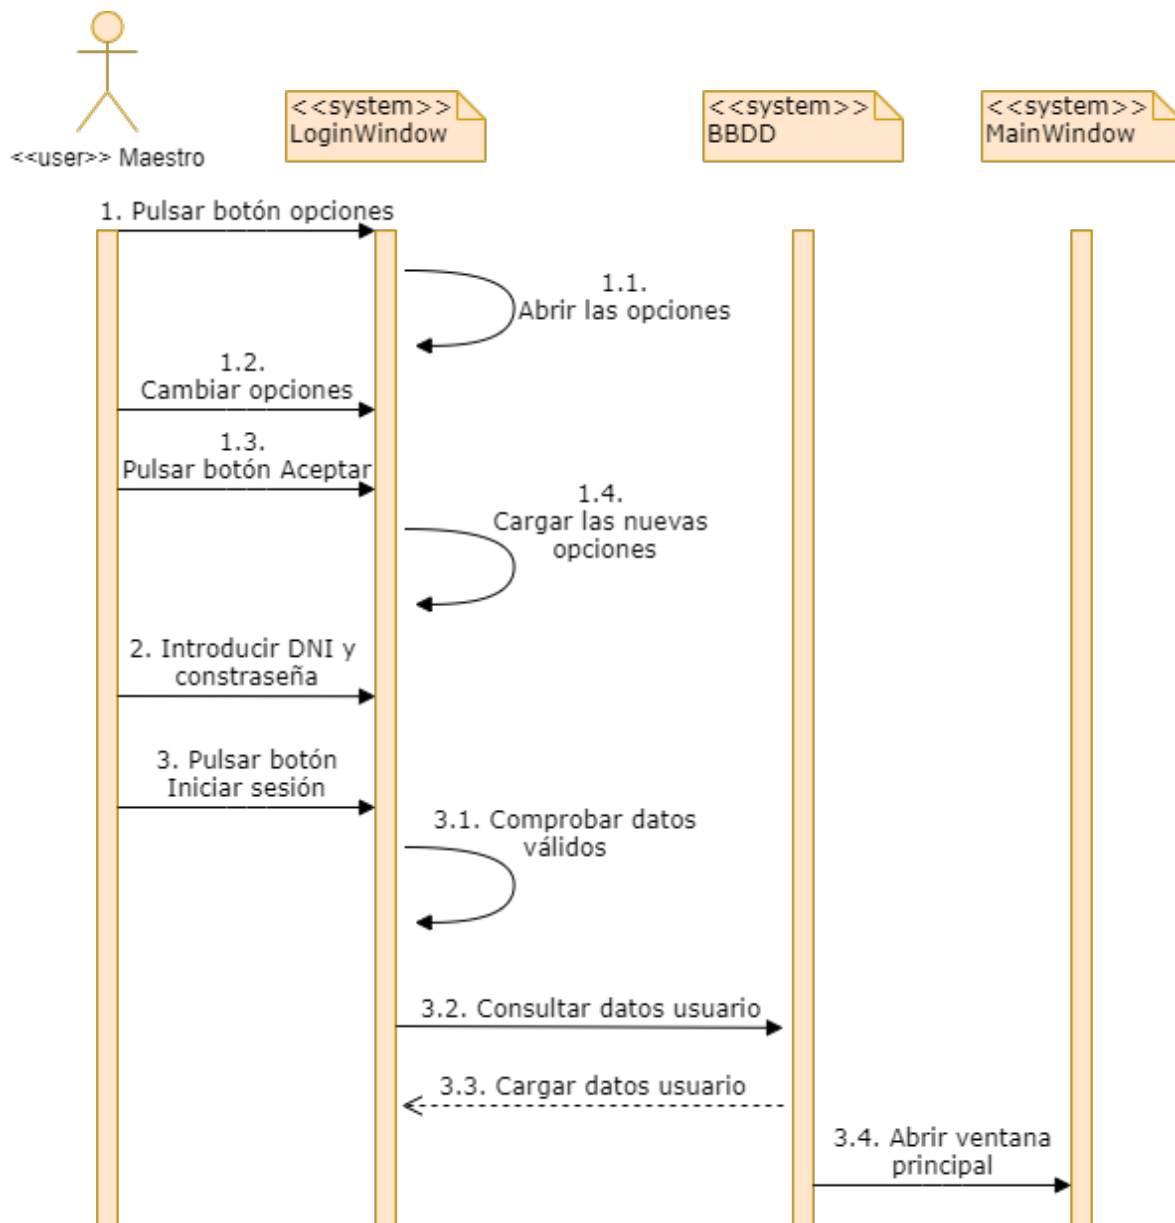 <<user>> Maestro
<<system>>
LoginWindow
<<system>>
BBDD
<<system>>
MainWindow
1. Pulsar botón opciones
1.1.
Abrir las opciones
1.2.
Cambiar opciones
1.3.
Pulsar botón Aceptar
1.4.
Cargar las nuevas
opciones
2. Introducir DNI y
constraseña
3. Pulsar botón
Iniciar sesión
3.1. Comprobar datos
válidos
3.2. Consultar datos usuario
3.3. Cargar datos usuario
3.4. Abrir ventana
principal